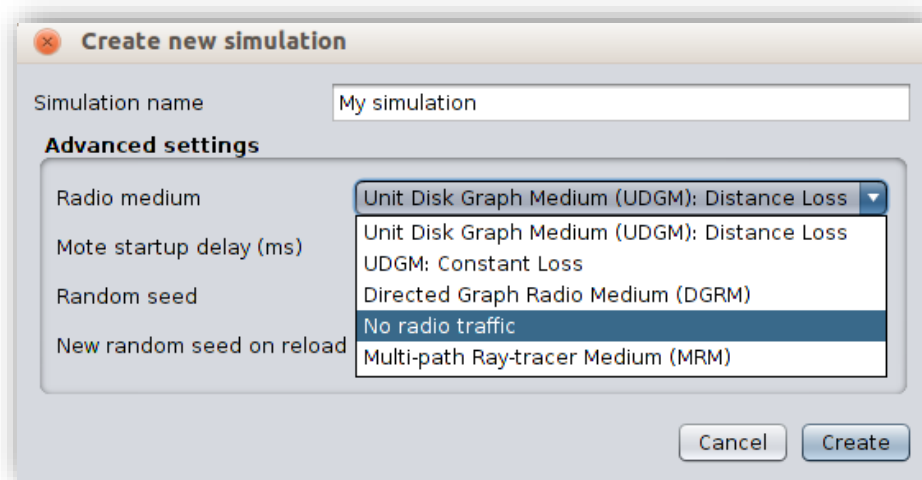 Create new simulation
Simulation name My simulation
Advanced settings
Radio medium Unit Disk Graph Medium (UDGM): Distance Loss
Unit Disk Graph Medium (UDGM): Distance Loss
Mote startup delay (ms)
UDGM: Constant Loss
Random seed Directed Graph Radio Medium (DGRM)
No radio traffic
New random seed on reload Multi-path Ray-tracer Medium (MRM)
Cancel Create